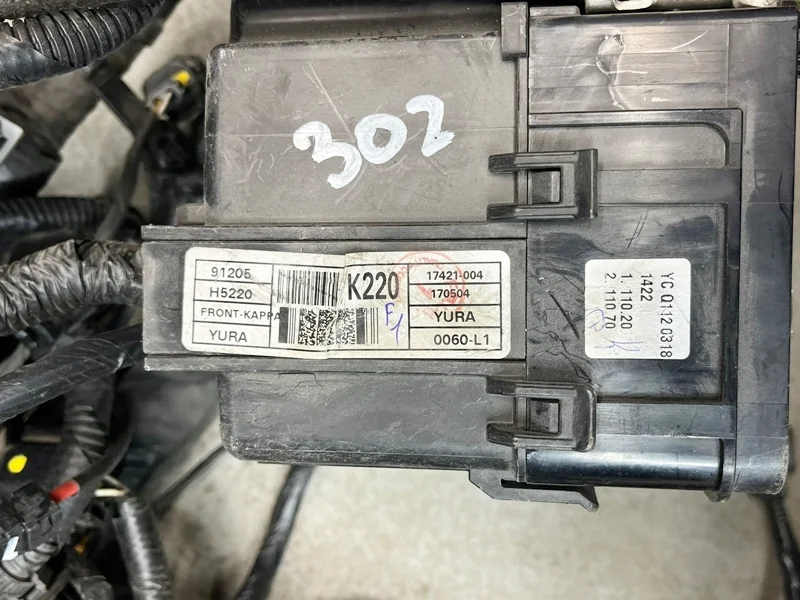 302
91205
H5220
FRONT-KAPPA
YURA
K220
F1
17421-004
170504
YURA
0060-L1
YC Q112 0318
1422
1. 110.20
2. 110.70